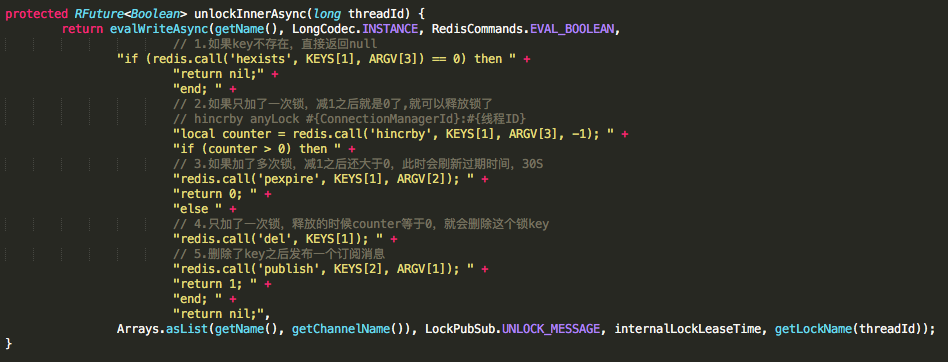 protected RFuture<Boolean> unlockInnerAsync(long threadId) {
return evalWriteAsync(getName(), LongCodec.INSTANCE, RedisCommands.EVAL_BOOLEAN,
// 1.如果key不存在，直接返回null
"if (redis.call('hexists', KEYS[1], ARGV[3]) == 0) then " +
"return nil;" +
"end; " +
// 2.如果只加了一次锁，减1之后就是0了,就可以释放锁了
// hincrby anyLock #{ConnectionManagerId}:#{线程ID}
"local counter = redis.call('hincrby', KEYS[1], ARGV[3], -1); " +
"if (counter > 0) then " +
// 3.如果加了多次锁，减1之后还大于0，此时会刷新过期时间，30S
"redis.call('pexpire', KEYS[1], ARGV[2]); " +
"return 0; " +
"else " +
// 4.只加了一次锁，释放的时候counter等于0，就会删除这个锁key
"redis.call('del', KEYS[1]); " +
// 5.删除了key之后发布一个订阅消息
"redis.call('publish', KEYS[2], ARGV[1]); " +
"return 1; " +
"end; " +
"return nil;",
Arrays.asList(getName(), getChannelName()), LockPubSub.UNLOCK_MESSAGE, internalLockLeaseTime, getLockName(threadId));
}